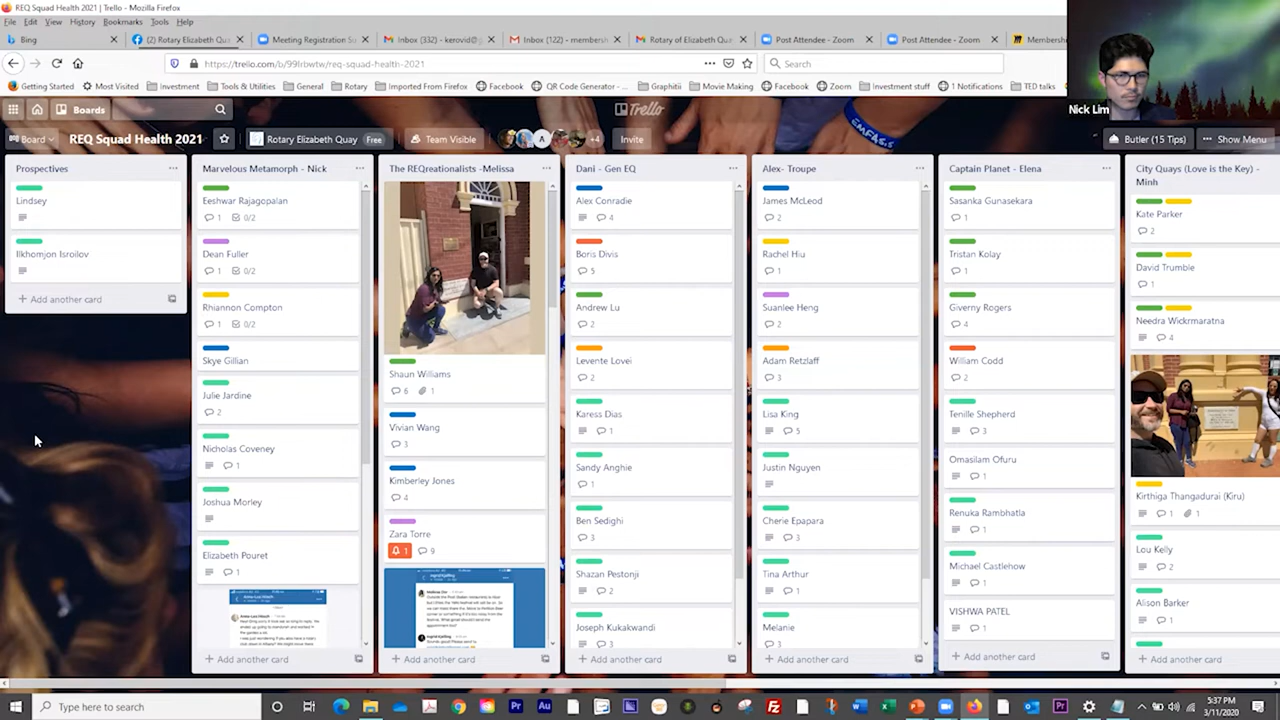 REQ Squad Health 2021 | Trello - Mozilla Firefox
File Edit View History Bookmarks Tools Help
Bing
(2) Rotary Elizabeth Qu
Meeting Registration Su
Inbox (332) - kerovid@g
Inbox (122) - membersh
Rotary of Elizabeth Qua
Post Attendee - Zoom
Post Attendee - Zoom
Membershi
https://trello.com/b/99lrbwtw/req-squad-health-2021
Search
Getting Started
Most Visited
Investment
Tools & Utilities
General
Rotary
Imported From Firefox
Facebook
QR Code Generator -
Graphitii
Movie Making
Facebook
Zoom
Investment stuff
1 Notifications
TED talks
Nick Lim
Boards
Trello
Board
REQ Squad Health 2021
Rotary Elizabeth Quay
Free
Team Visible
A
+4
Invite
Butler (15 Tips)
Show Menu
Prospectives
Lindsey
Ilkhomjon Isroilov
Add another card
Marvelous Metamorph - Nick
Eeshwar Rajagopalan
1 0/2
Dean Fuller
1 0/2
Rhiannon Compton
1 0/2
Skye Gillian
Julie Jardine
2
Nicholas Coveney
1
Joshua Morley
Elizabeth Pouret
1
Add another card
The REQreationalists -Melissa
Shaun Williams
6 1
Vivian Wang
3
Kimberley Jones
4
Zara Torre
1 9
Add another card
Dani - Gen EQ
Alex Conradie
4
Boris Divis
5
Andrew Lu
2
Levente Lovei
2
Karess Dias
1
Sandy Anghie
1
Ben Sedighi
3
Shazan Pestonji
2
Joseph Kukakwandi
3
Add another card
Alex- Troupe
James McLeod
2
Rachel Hiu
1
Suanlee Heng
2
Adam Retzlaff
3
Lisa King
5
Justin Nguyen
Cherie Epapara
3
Tina Arthur
1
Melanie
3
Add another card
Captain Planet - Elena
Sasanka Gunasekara
1
Tristan Kolay
1
Giverny Rogers
4
William Codd
2
Tenille Shepherd
3
Omasilam Ofuru
1
Renuka Rambhatla
1
Michael Castlehow
1
VISHWA PATEL
1
Add another card
City Quays (Love is the Key) -
Minh
Kate Parker
2
David Trumble
1
Needra Wickrmaratna
4
Kirthiga Thangadurai (Kiru)
1 1
Lou Kelly
2
Alison Barker
1
Add another card
Type here to search
5:37 PM
3/11/2020